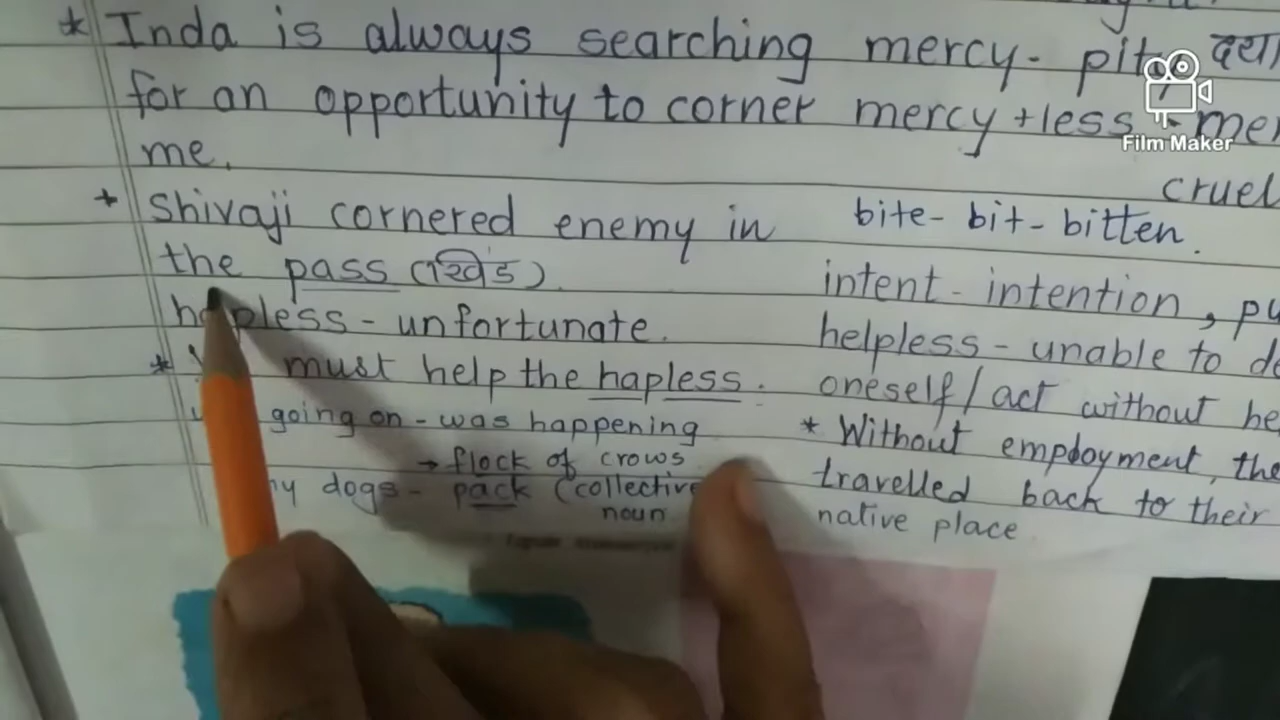 * Inda is always searching
for an opportunity to corner
me.
* Shivaji cornered enemy in
the pass (खिंड).
hapless - unfortunate.
* must help the hapless.
going on - was happening
→ flock of crows
dogs - pack (collective
noun
mercy - pity, दया
mercy + less -
cruel
bite - bit - bitten.
intent - intention,
helpless - unable to
oneself / act without
* Without employment,
travelled back to their
native place
Film Maker